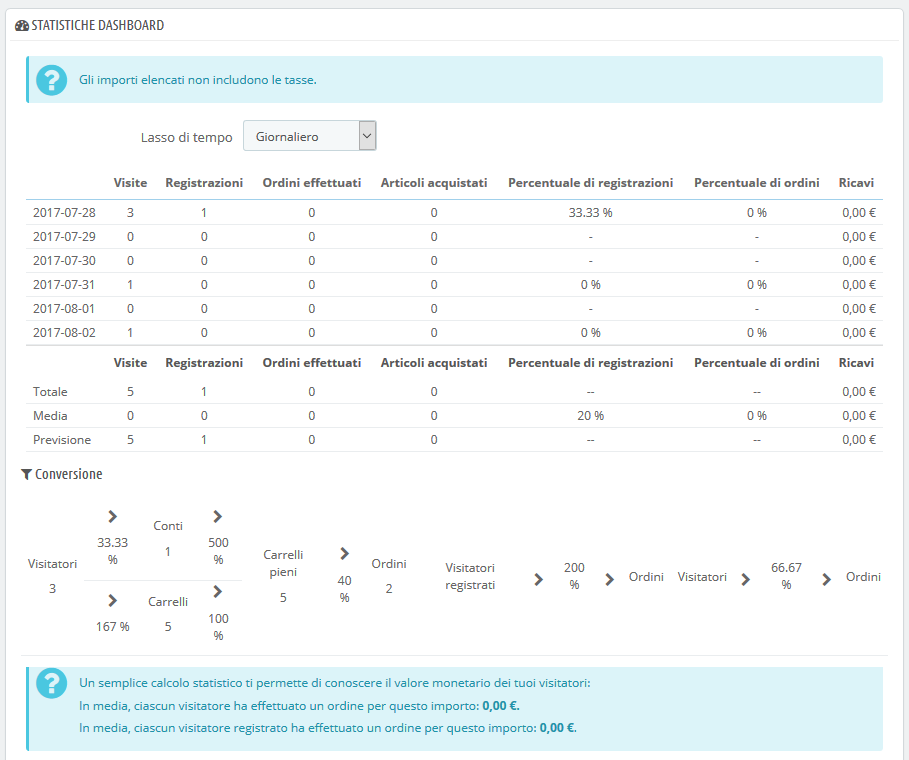 STATISTICHE DASHBOARD
Gli importi elencati non includono le tasse.
Lasso di tempo Giornaliero
Visite Registrazioni Ordini effettuati Articoli acquistati Percentuale di registrazioni Percentuale di ordini Ricavi
2017-07-28 3 1 0 0 33.33 % 0 % 0,00 €
2017-07-29 0 0 0 0 - - 0,00 €
2017-07-30 0 0 0 0 - - 0,00 €
2017-07-31 1 0 0 0 0 % 0 % 0,00 €
2017-08-01 0 0 0 0 - - 0,00 €
2017-08-02 1 0 0 0 0 % 0 % 0,00 €
Visite Registrazioni Ordini effettuati Articoli acquistati Percentuale di registrazioni Percentuale di ordini Ricavi
Totale 5 1 0 0 -- -- 0,00 €
Media 0 0 0 0 20 % 0 % 0,00 €
Previsione 5 1 0 0 -- -- 0,00 €
Conversione
Visitatori
3
33.33
%
Conti
1
500
%
167 %
Carrelli
5
100
%
Carrelli
pieni
5
40
%
Ordini
2
Visitatori
registrati
200
%
Ordini
Visitatori
66.67
%
Ordini
Un semplice calcolo statistico ti permette di conoscere il valore monetario dei tuoi visitatori:
In media, ciascun visitatore ha effettuato un ordine per questo importo: 0,00 €.
In media, ciascun visitatore registrato ha effettuato un ordine per questo importo: 0,00 €.